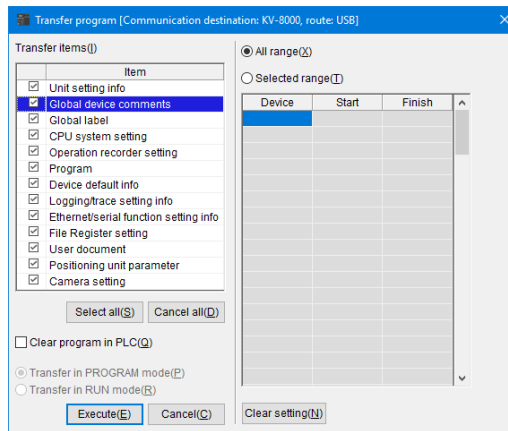 Transfer program [Communication destination: KV-8000, route: USB]
Transfer items(I)
Item
Unit setting info
Global device comments
Global label
CPU system setting
Operation recorder setting
Program
Device default info
Logging/trace setting info
Ethernet/serial function setting info
File Register setting
User document
Positioning unit parameter
Camera setting
Select all(S) Cancel all(D)
Clear program in PLC(Q)
Transfer in PROGRAM mode(P)
Transfer in RUN mode(R)
Execute(E) Cancel(C)
All range(X)
Selected range(T)
Device Start Finish
Clear setting(N)